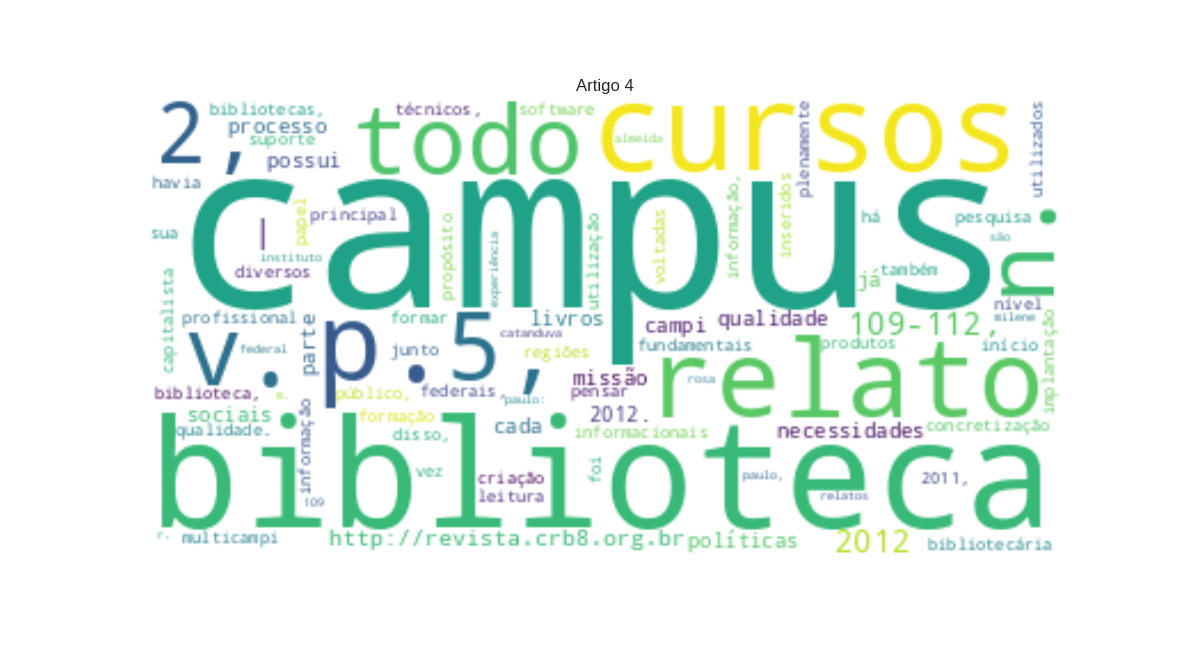 Artigo 4
2,
bibliotecas,
processo
suporte
possui
técnicos,
todo
software
cursos
almeida
plenamente
utilizados
havia
campus
sua
|
papel
principal
instituto
diversos
propósito
experiência
utilização
voltadas
informação,
inseridos
há
já
também
pesquisa
são
n.
capitalista
profissional
federal
v.
parte
p.
formar
junto
5,
livros
catanduva
regiões
campi
qualidade
fundamentais
109-112,
produtos
nível
milene
início
implantação
biblioteca,
m.
público,
federais,
paulo:
missão
pensar
relato
rosa
sociais
qualidade.
informação
109
formação
disso,
cada
2012.
informacionais
necessidades
concretização
biblioteca
vez
criação
leitura
foi
paulo,
relatos
2011,
r.
multicampi
http://revista.crb8.org.br
políticas
2012
bibliotecária